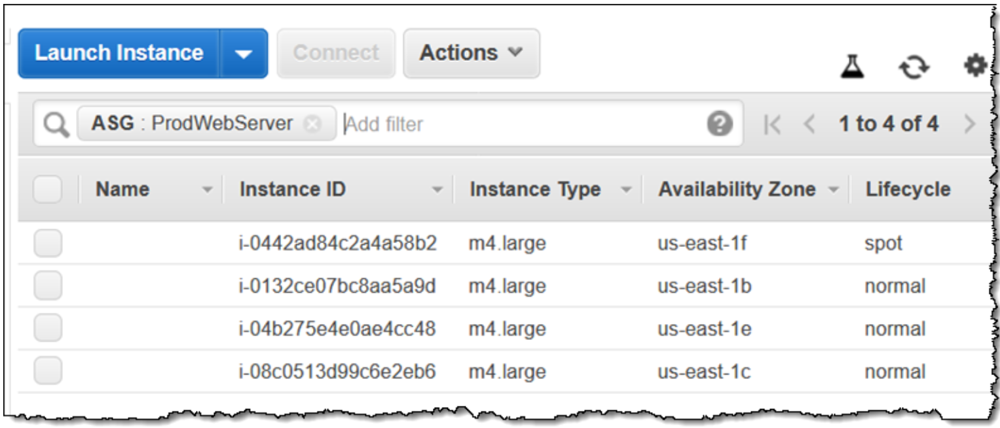 Launch Instance Connect Actions
ASG : ProdWebServer Add filter 1 to 4 of 4
Name Instance ID Instance Type Availability Zone Lifecycle
i-0442ad84c2a4a58b2 m4.large us-east-1f spot
i-0132ce07bc8aa5a9d m4.large us-east-1b normal
i-04b275e4e0ae4cc48 m4.large us-east-1e normal
i-08c0513d99c6e2eb6 m4.large us-east-1c normal